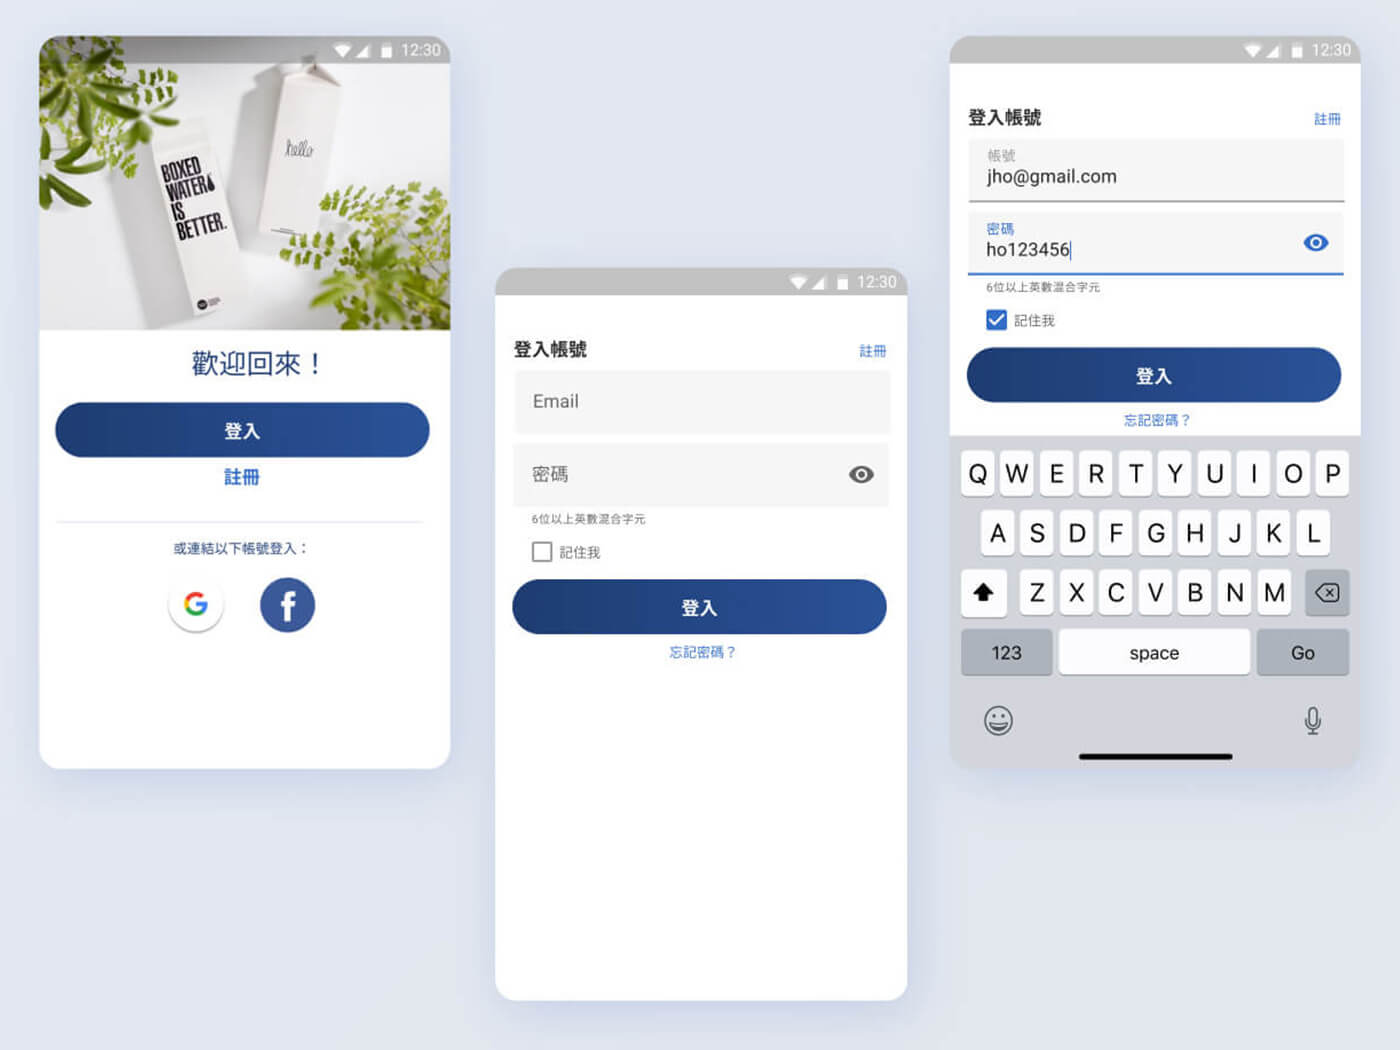 12:30
BOXED
WATER
IS
BETTER.
hello
歡迎回來！
登入
註冊
或連結以下帳號登入：
12:30
登入帳號
註冊
Email
密碼
6位以上英數混合字元
記住我
登入
忘記密碼？
12:30
登入帳號
註冊
帳號
jho@gmail.com
密碼
ho123456
6位以上英數混合字元
記住我
登入
忘記密碼？
Q W E R T Y U I O P
A S D F G H J K L
Z X C V B N M
123 space Go